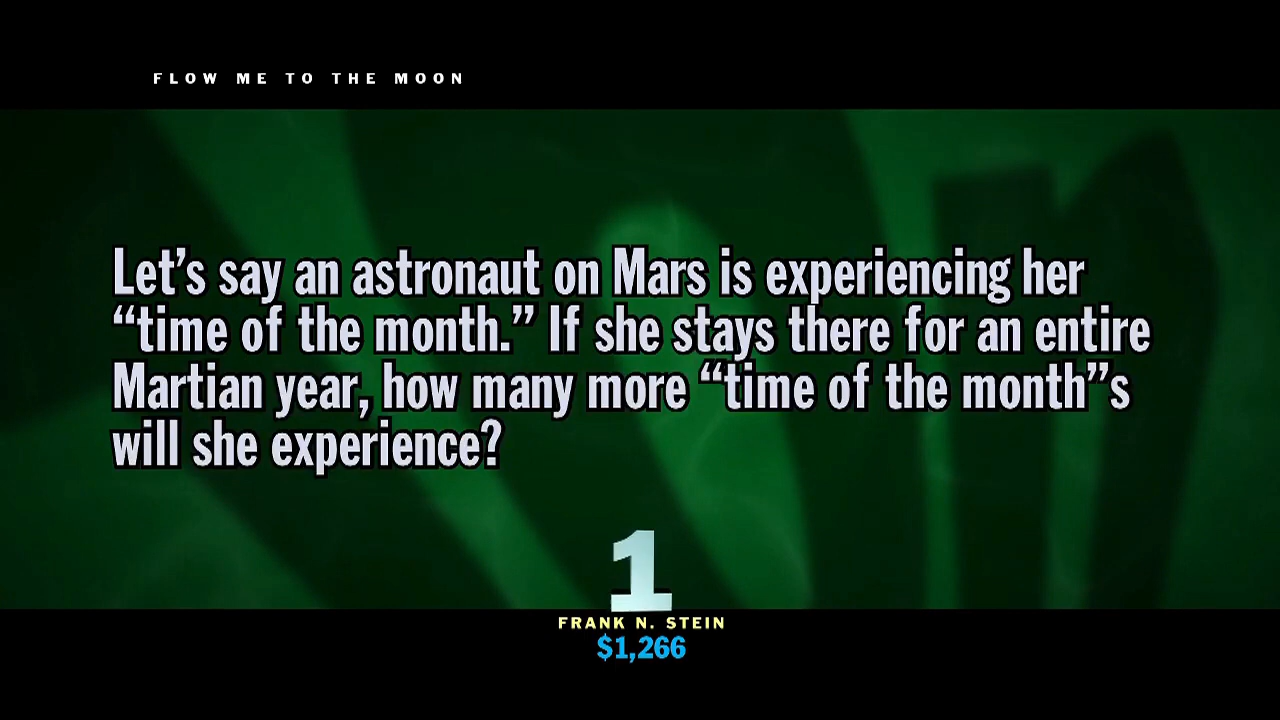 FLOW ME TO THE MOON
Let’s say an astronaut on Mars is experiencing her
“time of the month.” If she stays there for an entire
Martian year, how many more “time of the month”s
will she experience?
1
FRANK N. STEIN
$1,266